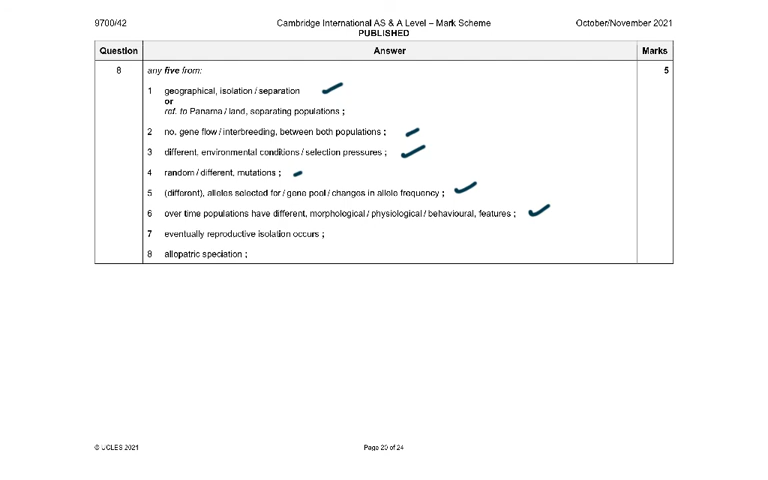 9700/42
Cambridge International AS & A Level – Mark Scheme
October/November 2021
PUBLISHED
Question
Answer
Marks
8
any five from:
5
1 geographical, isolation / separation
or
ref. to Panama / land, separating populations ;
2 no. gene flow / interbreeding, between both populations ;
3 different, environmental conditions / selection pressures ;
4 random / different, mutations ;
5 (different), alleles selected for / gene pool / changes in allele frequency ;
6 over time populations have different, morphological / physiological / behavioural, features ;
7 eventually reproductive isolation occurs ;
8 allopatric speciation ;
© UCLES 2021
Page 20 of 24